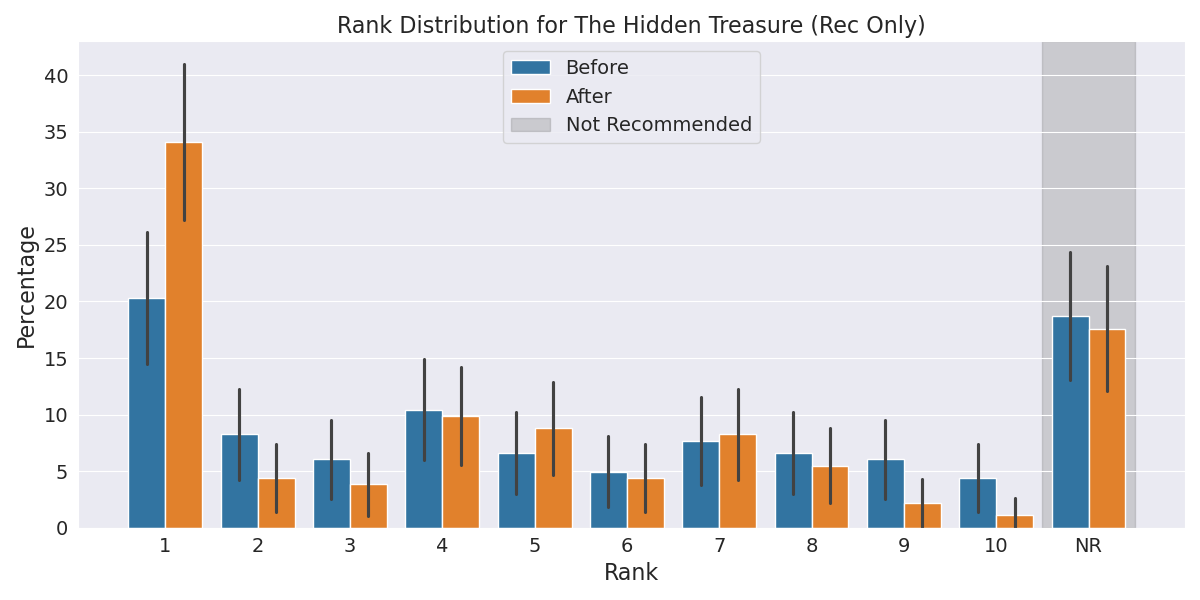 Rank Distribution for The Hidden Treasure (Rec Only)
Before
After
Not Recommended
Percentage
40
35
30
25
20
15
10
5
0
1 2 3 4 5 6 7 8 9 10 NR
Rank